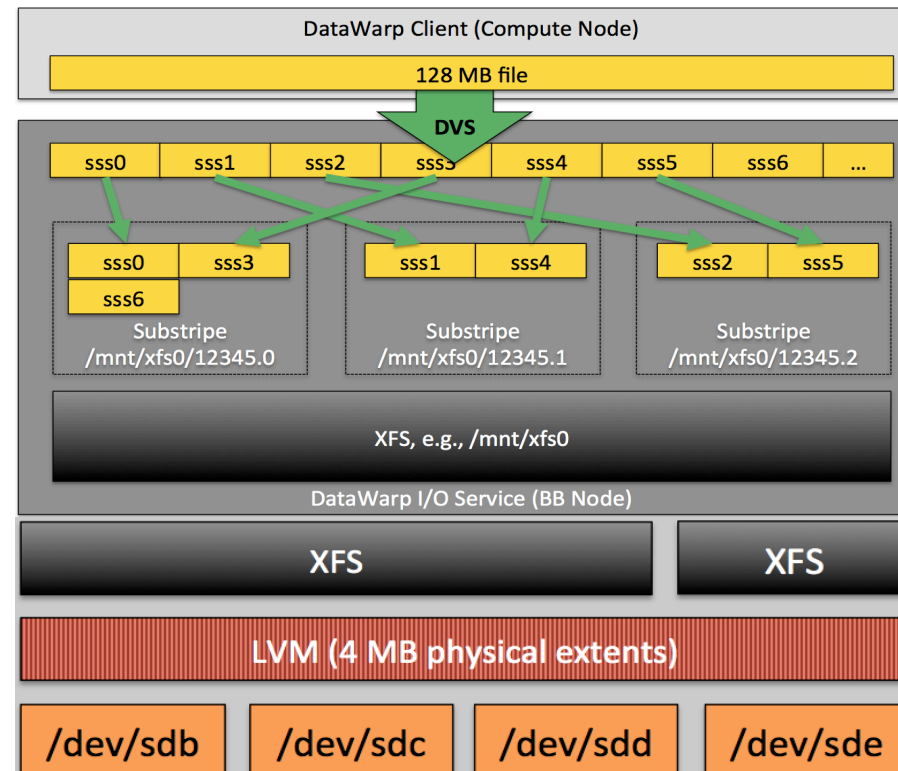 DataWarp Client (Compute Node)
128 MB file
DVS
sss0 sss1 sss2 sss3 sss4 sss5 sss6 ...
sss0 sss3 sss1 sss4 sss2 sss5
sss6
Substripe Substripe Substripe
/mnt/xfs0/12345.0 /mnt/xfs0/12345.1 /mnt/xfs0/12345.2
XFS, e.g., /mnt/xfs0
DataWarp I/O Service (BB Node)
XFS XFS
LVM (4 MB physical extents)
/dev/sdb /dev/sdc /dev/sdd /dev/sde